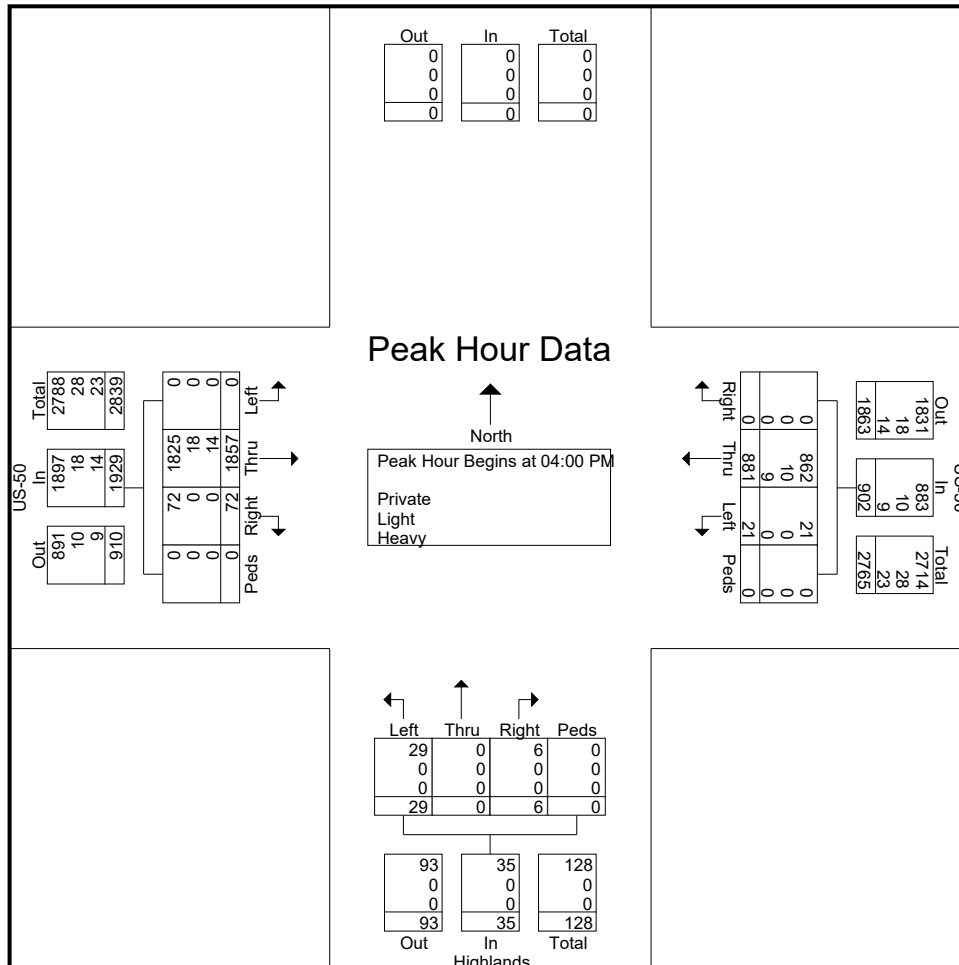 Out In Total
0 0 0
0 0 0
0 0 0
0 0 0
Peak Hour Data
North
Peak Hour Begins at 04:00 PM
Private
Light
Heavy
US-50
Total
2788
28
23
2839
In
1897
18
14
1929
Out
891
10
9
910
Left
0
0
0
0
Thru
1825
18
14
1857
Right
72
0
0
72
Peds
0
0
0
0
Right
0
0
0
0
Thru
862
10
9
881
Left
21
0
0
21
Peds
0
0
0
0
Out
1831
18
14
1863
In
883
10
9
902
Total
2714
28
23
2765
Left Thru Right Peds
29 0 6 0
0 0 0 0
0 0 0 0
29 0 6 0
93 35 128
0 0 0
0 0 0
93 35 128
Out In Total
Highlands